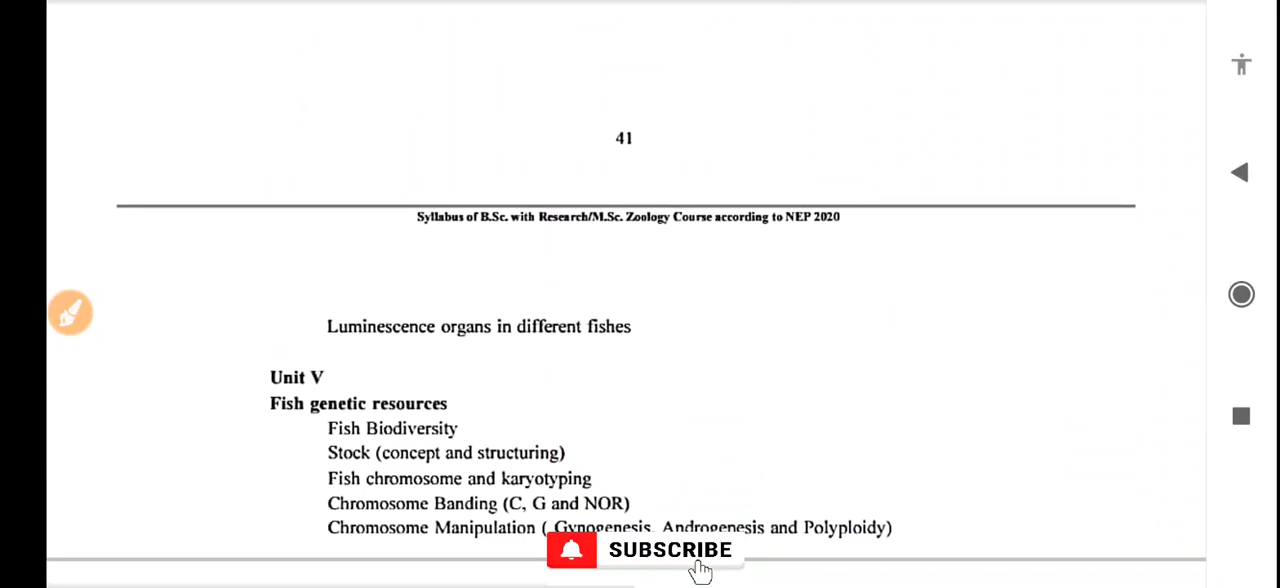 41
Syllabus of B.Sc. with Research/M.Sc. Zoology Course according to NEP 2020
Luminescence organs in different fishes
Unit V
Fish genetic resources
Fish Biodiversity
Stock (concept and structuring)
Fish chromosome and karyotyping
Chromosome Banding (C, G and NOR)
Chromosome Manipulation ( Gynogenesis, Androgenesis and Polyploidy)
SUBSCRIBE